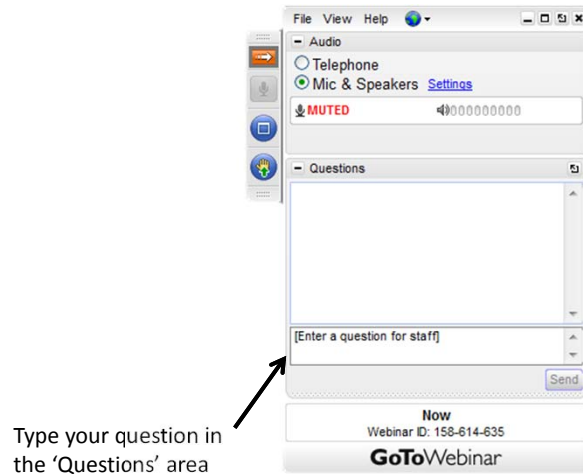 File View Help
Audio
Telephone
Mic & Speakers Settings
MUTED 000000000
Questions
[Enter a question for staff]
Send
Now
Webinar ID: 158-614-635
GoToWebinar
Type your question in
the ‘Questions’ area